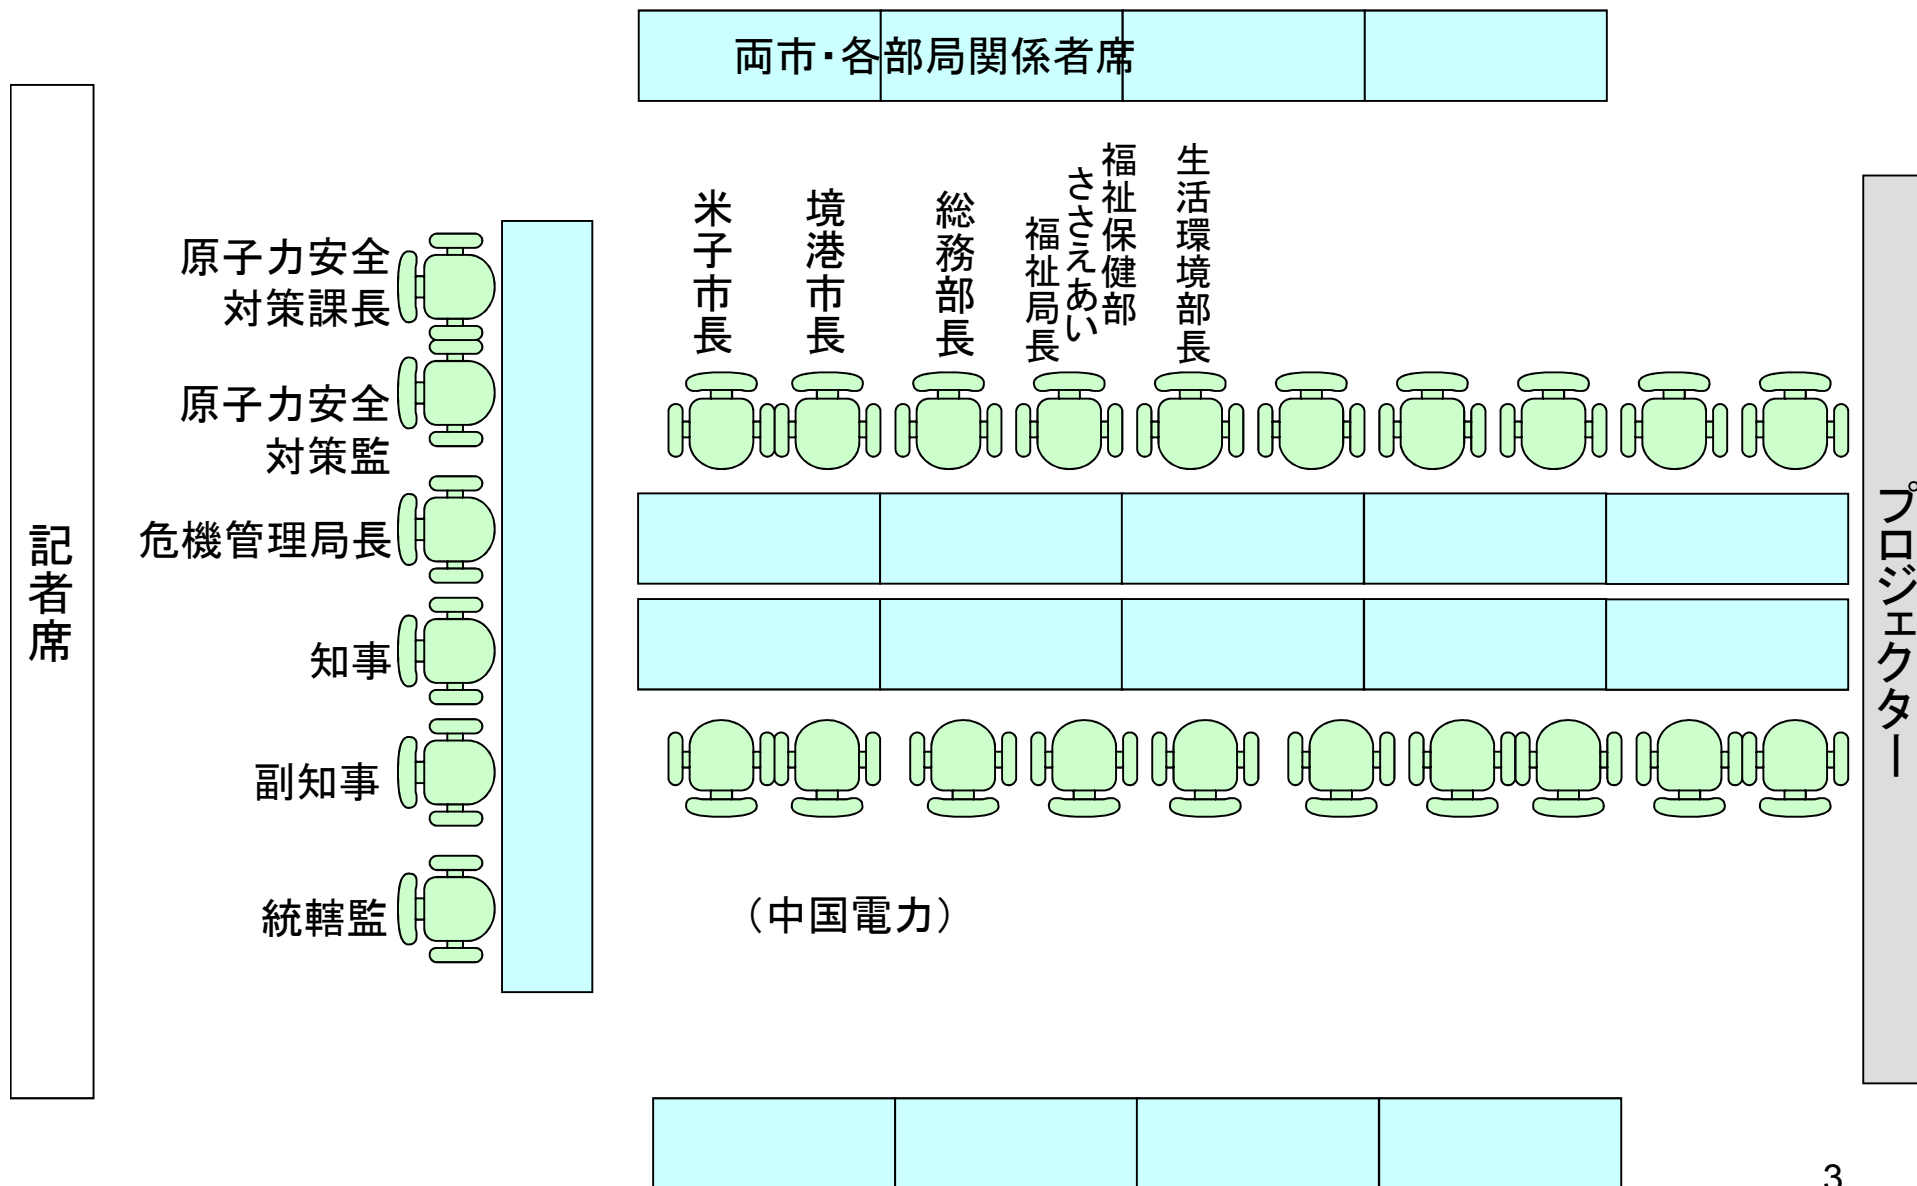 両市・各部局関係者席
記者席
原子力安全
対策課長
原子力安全
対策監
危機管理局長
知事
副知事
統轄監
米子市長
境港市長
総務部長
福祉保健部
ささえあい
福祉局長
生活環境部長
プロジェクター
（中国電力）
3